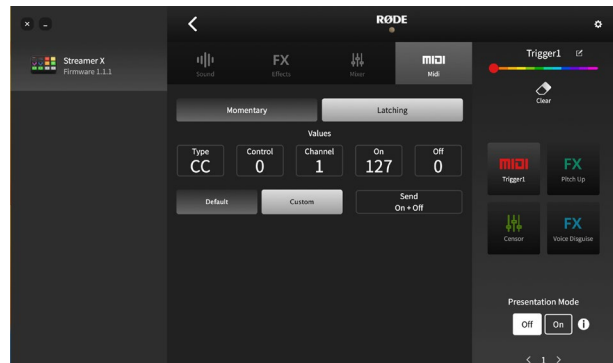 RØDE
Streamer X
Firmware 1.1.1
Sound
FX
Effects
Mixer
MIDI
Midi
Momentary
Latching
Values
Type
CC
Control
0
Channel
1
On
127
Off
0
Default
Custom
Send
On + Off
Trigger1
Clear
MIDI
Trigger1
FX
Pitch Up
Censor
FX
Voice Disguise
Presentation Mode
Off
On
< 1 >